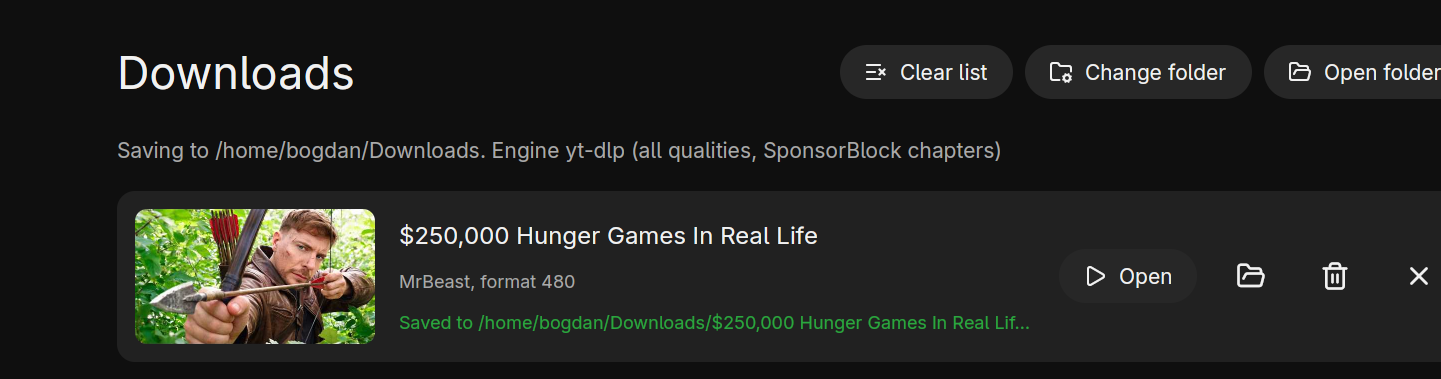 Downloads
Clear list
Change folder
Open folder
Saving to /home/bogdan/Downloads. Engine yt-dlp (all qualities, SponsorBlock chapters)
$250,000 Hunger Games In Real Life
MrBeast, format 480
Open
Saved to /home/bogdan/Downloads/$250,000 Hunger Games In Real Lif...